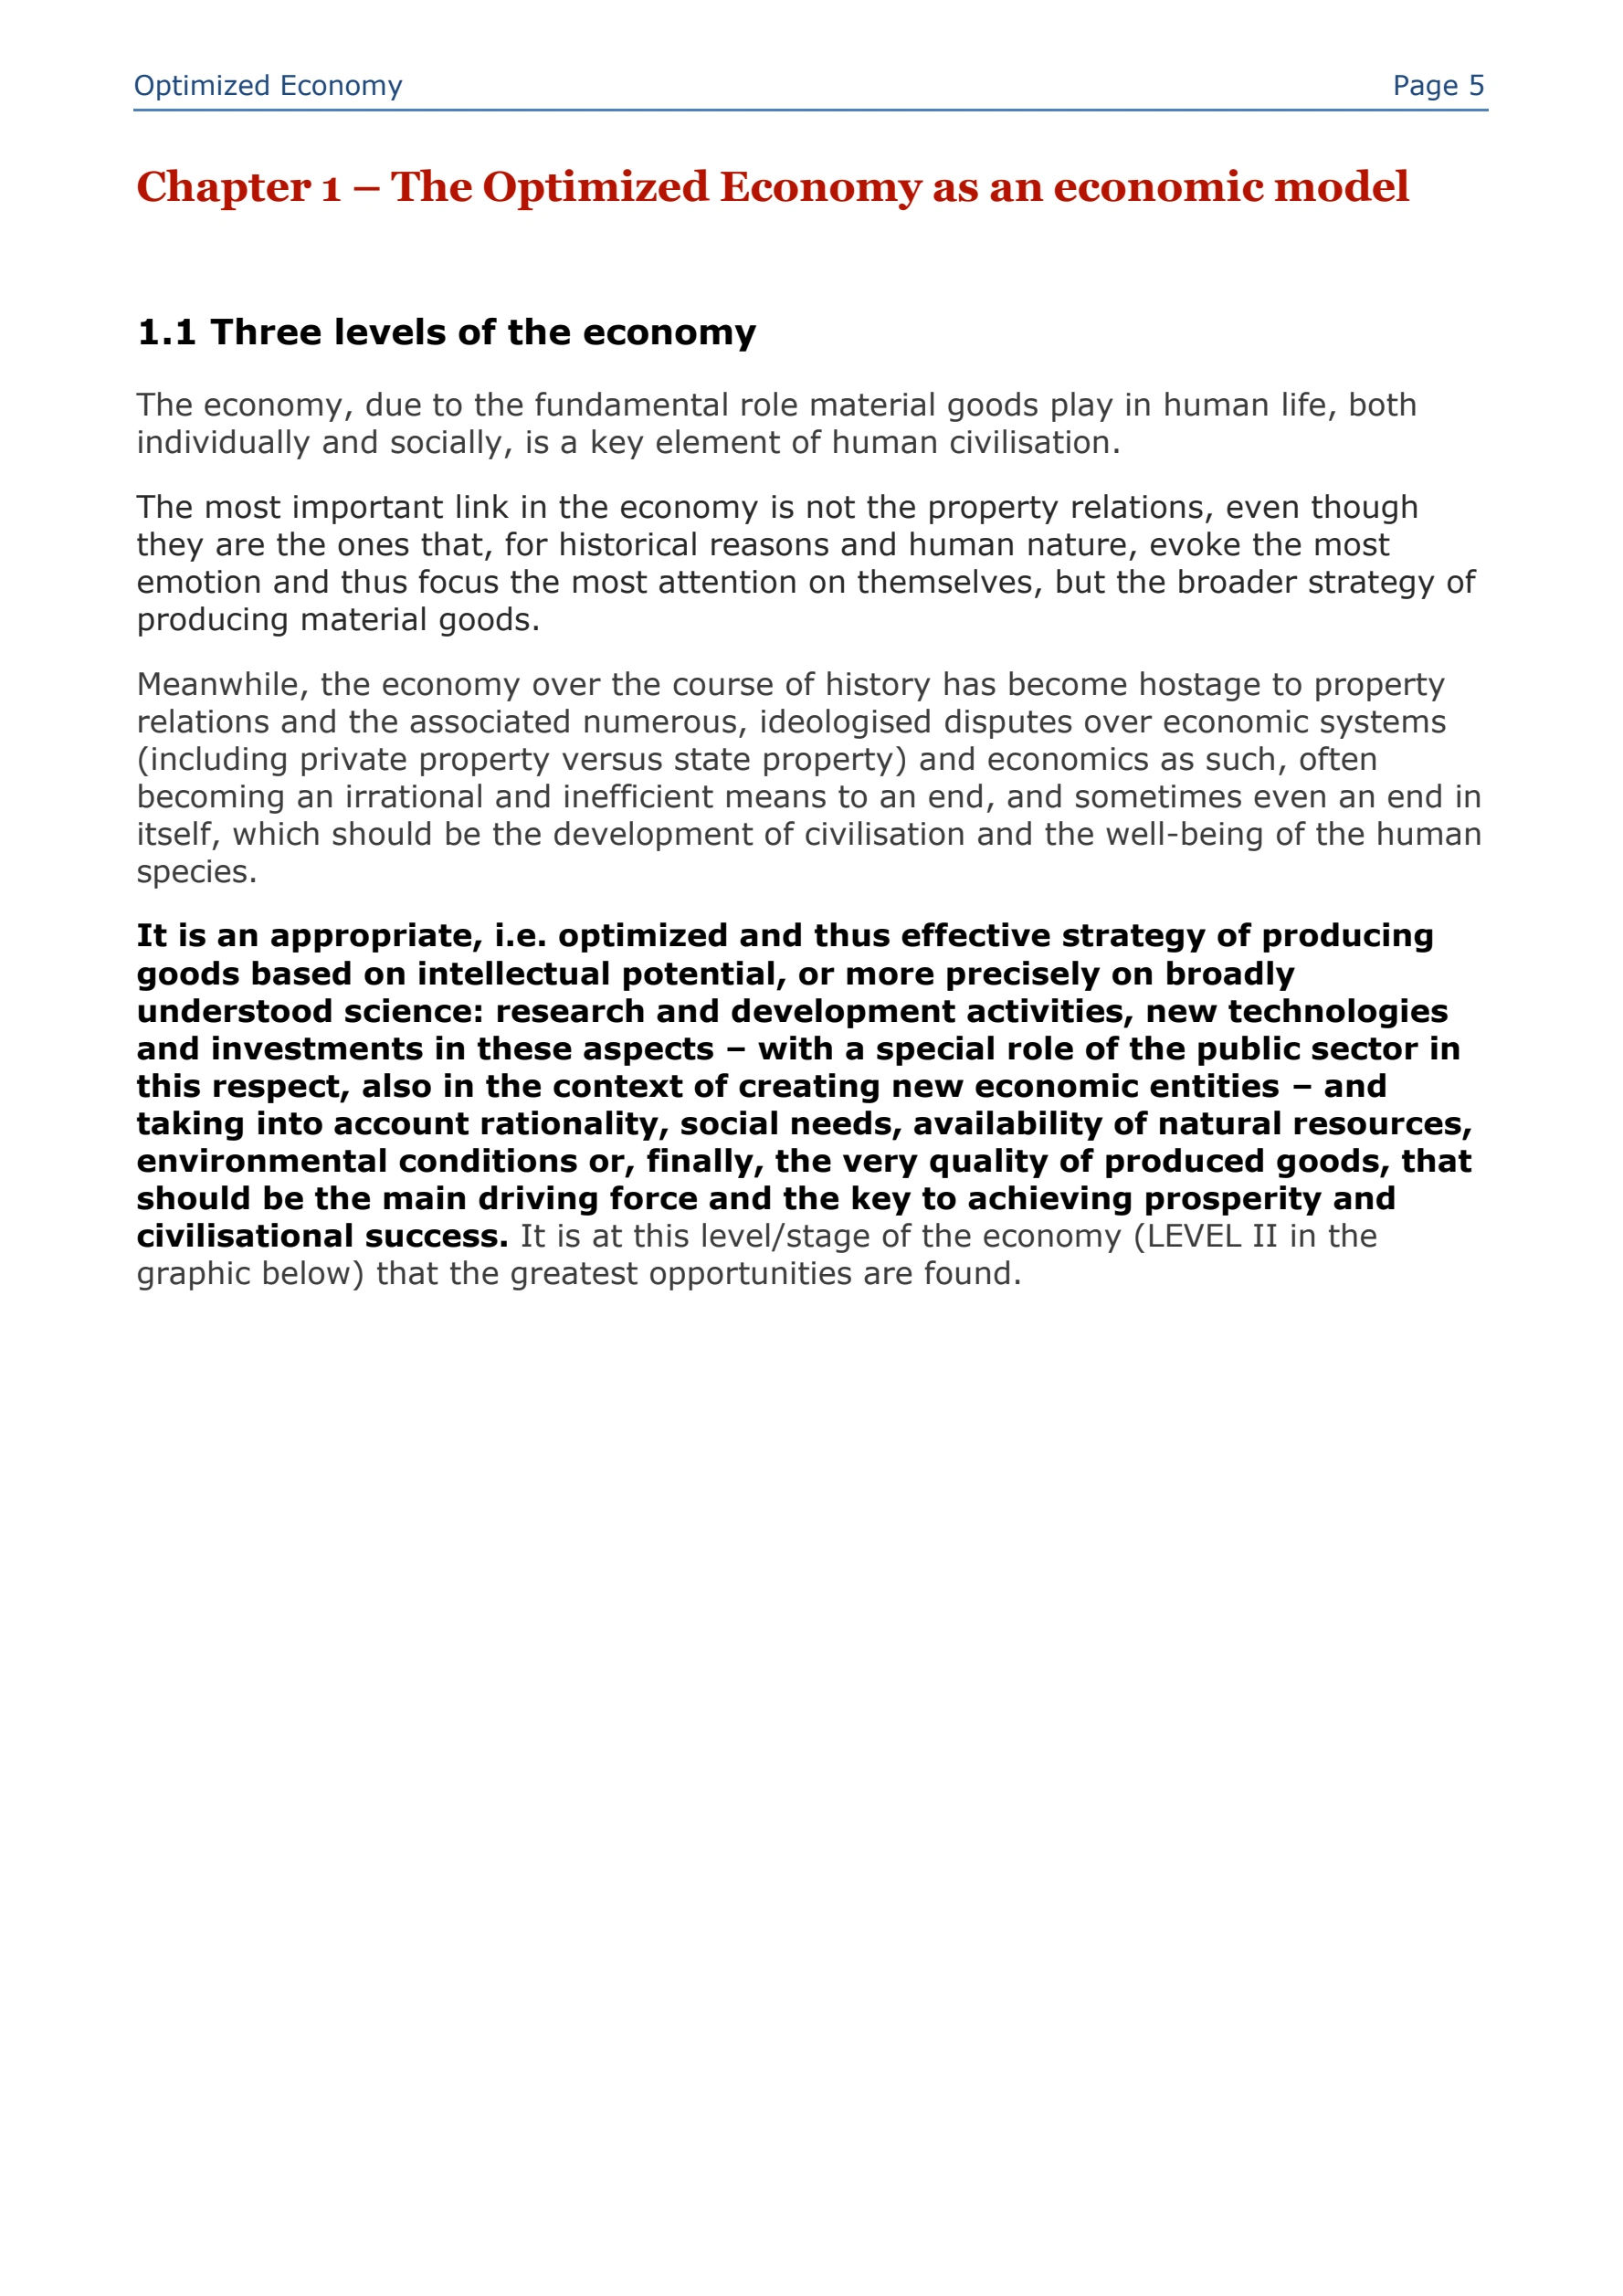 Optimized Economy Page 5
Chapter 1 – The Optimized Economy as an economic model
1.1 Three levels of the economy
The economy, due to the fundamental role material goods play in human life, both
individually and socially, is a key element of human civilisation.
The most important link in the economy is not the property relations, even though
they are the ones that, for historical reasons and human nature, evoke the most
emotion and thus focus the most attention on themselves, but the broader strategy of
producing material goods.
Meanwhile, the economy over the course of history has become hostage to property
relations and the associated numerous, ideologised disputes over economic systems
(including private property versus state property) and economics as such, often
becoming an irrational and inefficient means to an end, and sometimes even an end in
itself, which should be the development of civilisation and the well-being of the human
species.
It is an appropriate, i.e. optimized and thus effective strategy of producing
goods based on intellectual potential, or more precisely on broadly
understood science: research and development activities, new technologies
and investments in these aspects – with a special role of the public sector in
this respect, also in the context of creating new economic entities – and
taking into account rationality, social needs, availability of natural resources,
environmental conditions or, finally, the very quality of produced goods, that
should be the main driving force and the key to achieving prosperity and
civilisational success. It is at this level/stage of the economy (LEVEL II in the
graphic below) that the greatest opportunities are found.